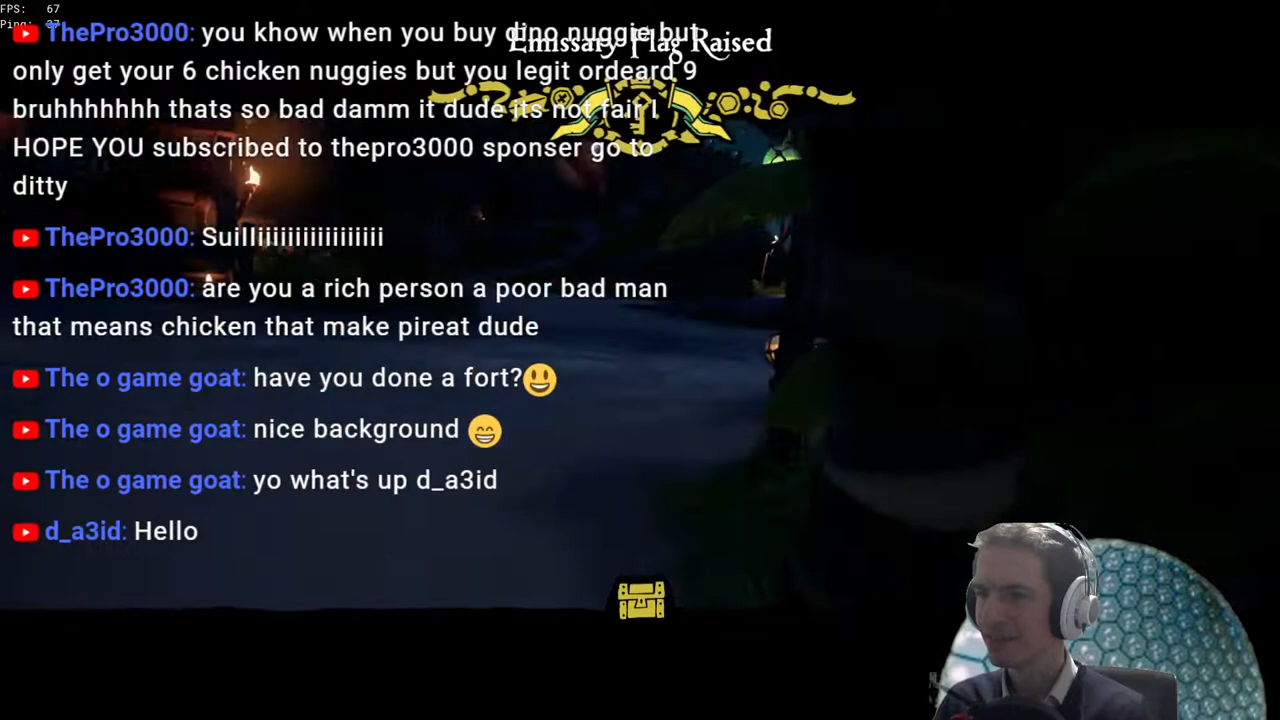 FPS: 67
Ping: 37
Emissary Flag Raised
ThePro3000: you khow when you buy dino nuggie but
only get your 6 chicken nuggies but you legit ordeard 9
bruhhhhhhh thats so bad damm it dude its not fair I
HOPE YOU subscribed to thepro3000 sponser go to
ditty
ThePro3000: Suilliiiiiiiiiiiiiiiii
ThePro3000: are you a rich person a poor bad man
that means chicken that make pireat dude
The o game goat: have you done a fort?😃
The o game goat: nice background 😁
The o game goat: yo what's up d_a3id
d_a3id: Hello